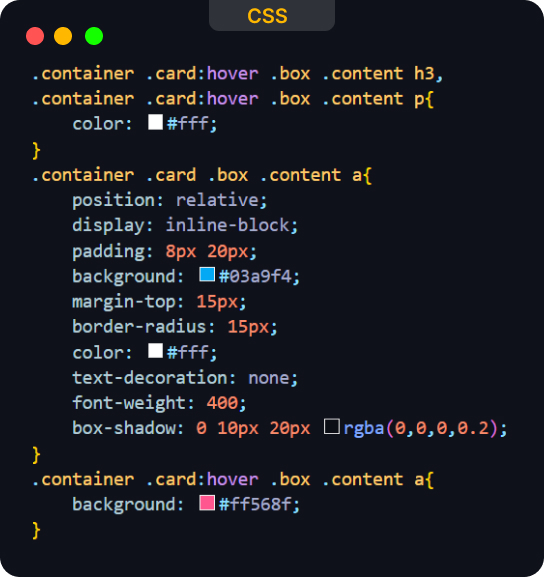 CSS
.container .card:hover .box .content h3,
.container .card:hover .box .content p{
    color: #fff;
}
.container .card .box .content a{
    position: relative;
    display: inline-block;
    padding: 8px 20px;
    background: #03a9f4;
    margin-top: 15px;
    border-radius: 15px;
    color: #fff;
    text-decoration: none;
    font-weight: 400;
    box-shadow: 0 10px 20px rgba(0,0,0,0.2);
}
.container .card:hover .box .content a{
    background: #ff568f;
}